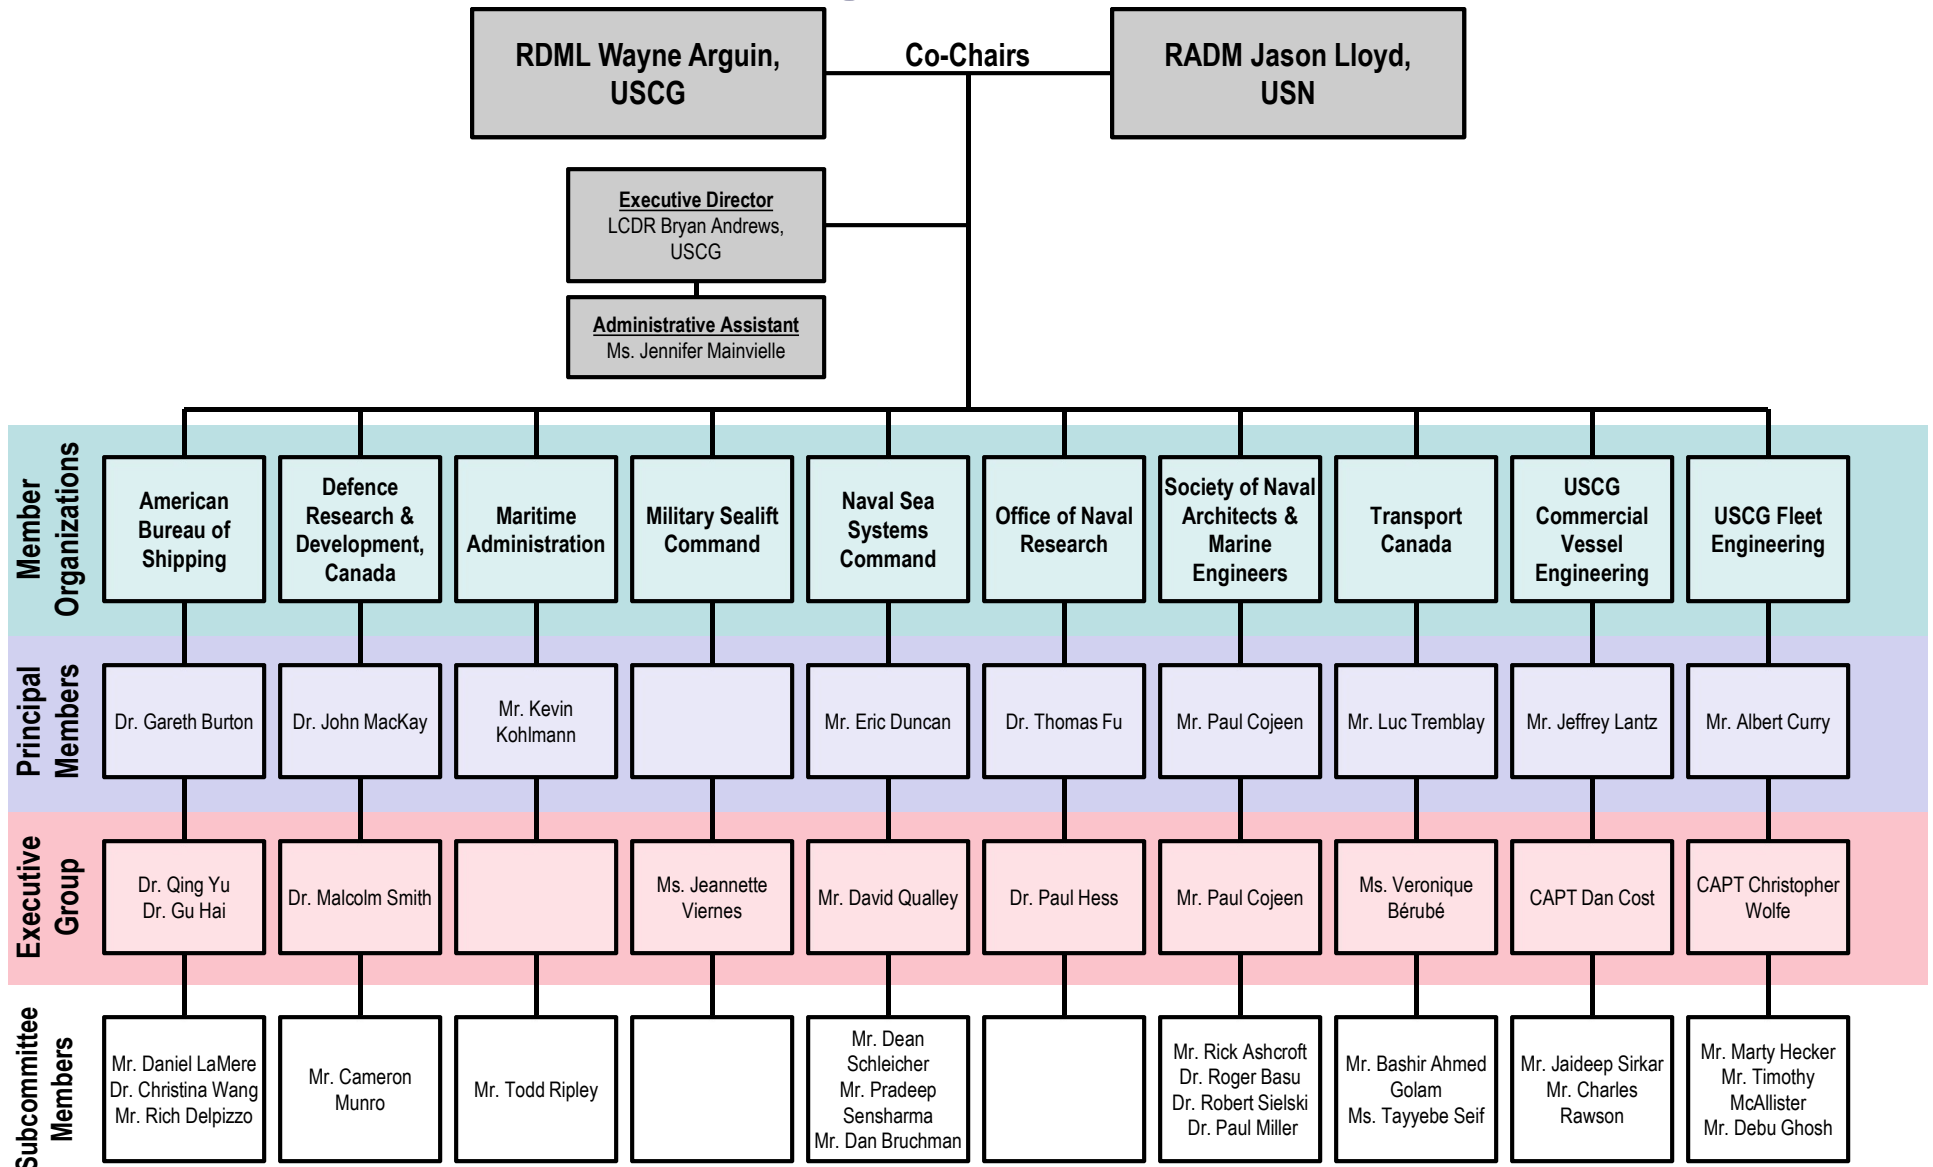 RDML Wayne Arguin,
USCG
Co-Chairs
RADM Jason Lloyd,
USN
Executive Director
LCDR Bryan Andrews,
USCG
Administrative Assistant
Ms. Jennifer Mainvielle
Member
Organizations
American
Bureau of
Shipping
Defence
Research &
Development,
Canada
Maritime
Administration
Military Sealift
Command
Naval Sea
Systems
Command
Office of Naval
Research
Society of Naval
Architects &
Marine
Engineers
Transport
Canada
USCG
Commercial
Vessel
Engineering
USCG Fleet
Engineering
Principal
Members
Dr. Gareth Burton
Dr. John MacKay
Mr. Kevin
Kohlmann
Mr. Eric Duncan
Dr. Thomas Fu
Mr. Paul Cojeen
Mr. Luc Tremblay
Mr. Jeffrey Lantz
Mr. Albert Curry
Executive
Group
Dr. Qing Yu
Dr. Gu Hai
Dr. Malcolm Smith
Ms. Jeannette
Viernes
Mr. David Qualley
Dr. Paul Hess
Mr. Paul Cojeen
Ms. Veronique
Bérubé
CAPT Dan Cost
CAPT Christopher
Wolfe
Subcommittee
Members
Mr. Daniel LaMere
Dr. Christina Wang
Mr. Rich Delpizzo
Mr. Cameron
Munro
Mr. Todd Ripley
Mr. Dean
Schleicher
Mr. Pradeep
Sensharma
Mr. Dan Bruchman
Mr. Rick Ashcroft
Dr. Roger Basu
Dr. Robert Sielski
Dr. Paul Miller
Mr. Bashir Ahmed
Golam
Ms. Tayyebe Seif
Mr. Jaideep Sirkar
Mr. Charles
Rawson
Mr. Marty Hecker
Mr. Timothy
McAllister
Mr. Debu Ghosh